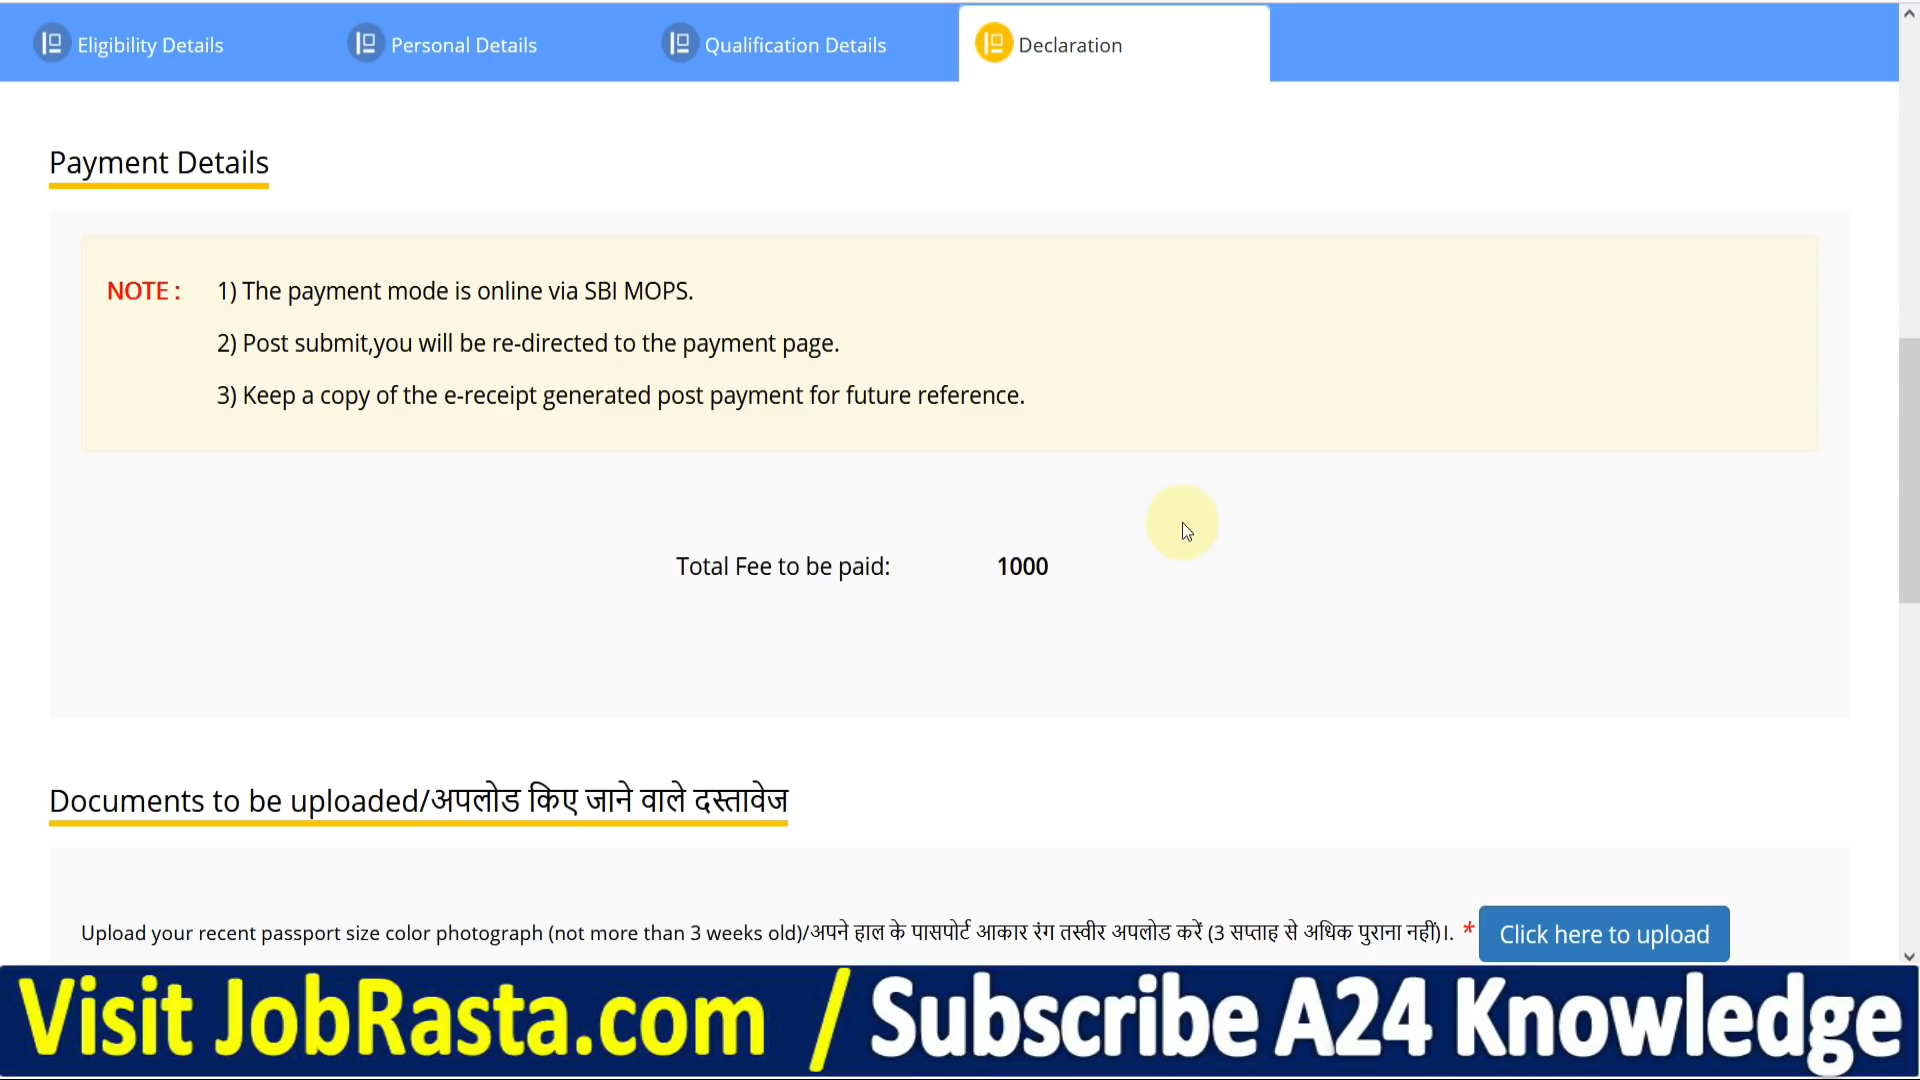 Eligibility Details
Personal Details
Qualification Details
Declaration
Payment Details
NOTE : 1) The payment mode is online via SBI MOPS.
2) Post submit,you will be re-directed to the payment page.
3) Keep a copy of the e-receipt generated post payment for future reference.
Total Fee to be paid: 1000
Documents to be uploaded/अपलोड किए जाने वाले दस्तावेज
Upload your recent passport size color photograph (not more than 3 weeks old)/अपने हाल के पासपोर्ट आकार रंग तस्वीर अपलोड करें (3 सप्ताह से अधिक पुराना नहीं)।. * Click here to upload
Visit JobRasta.com / Subscribe A24 Knowledge